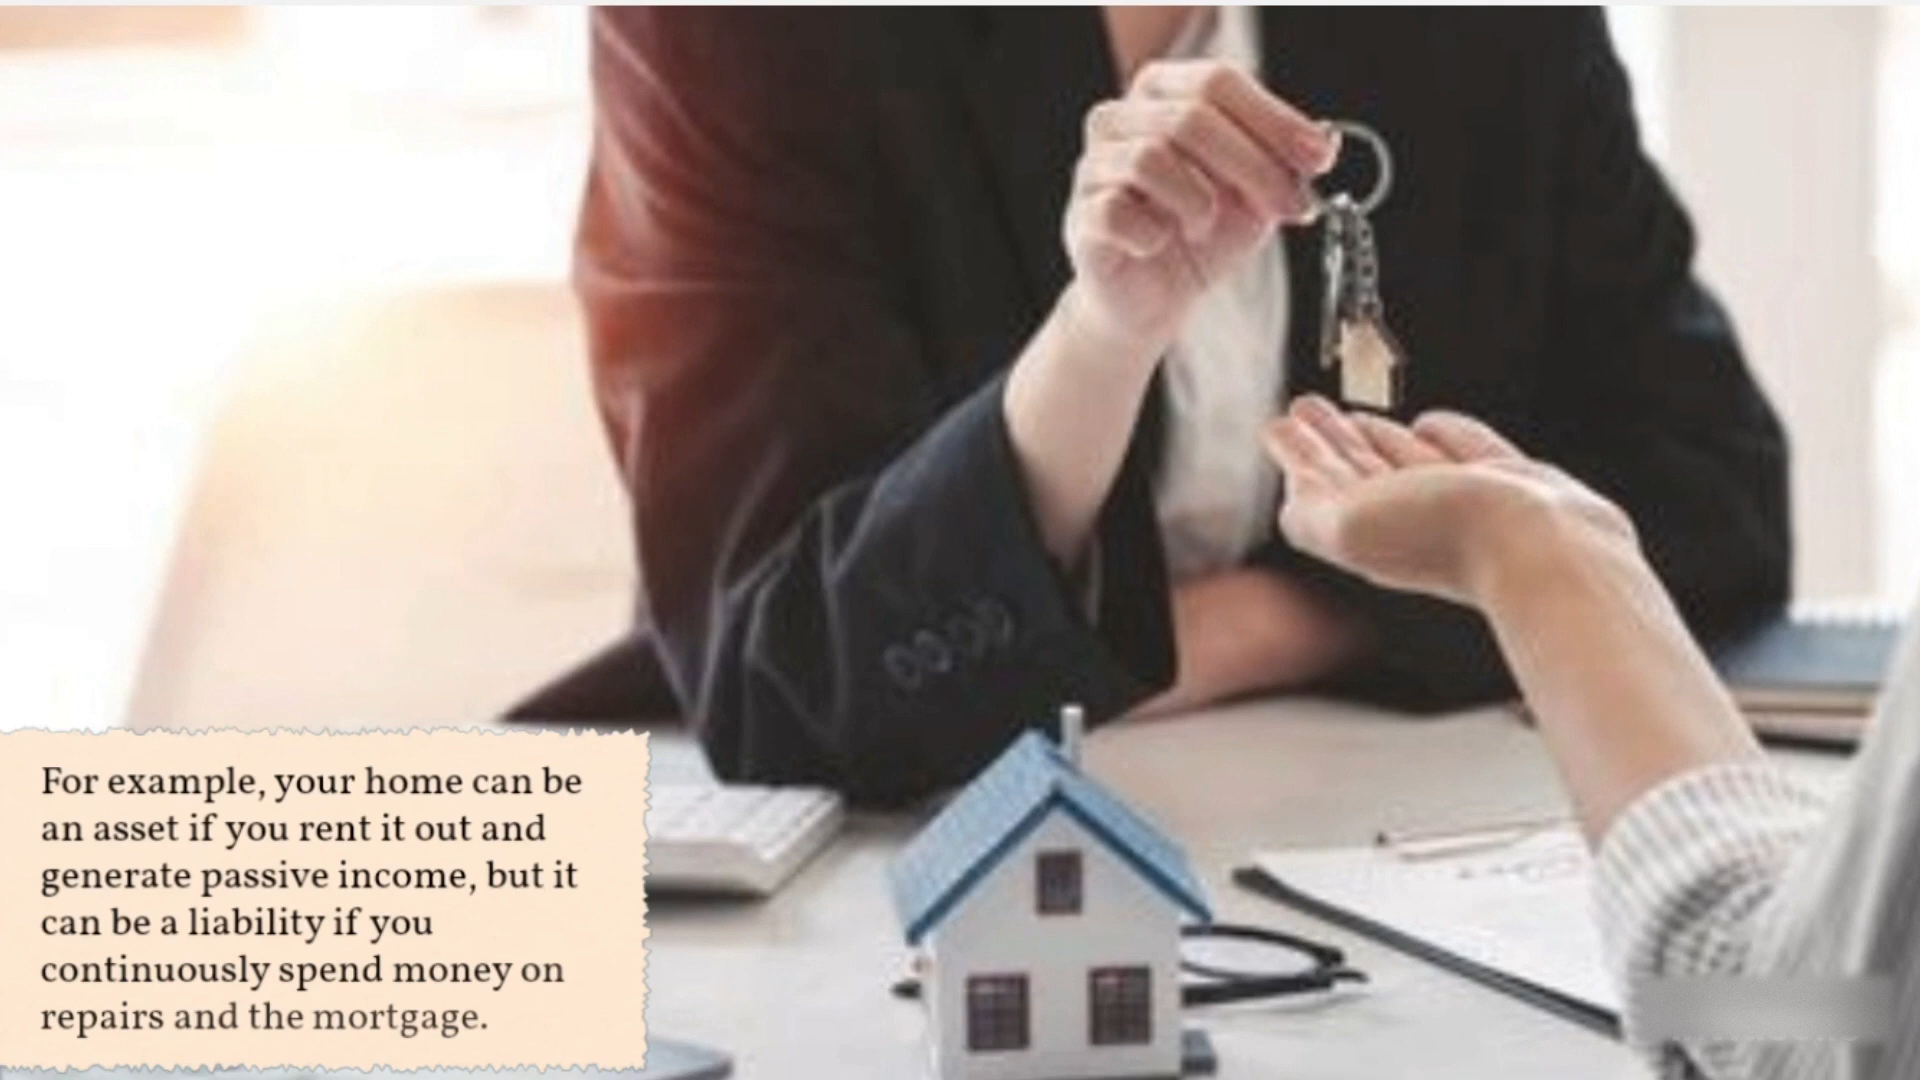 For example, your home can be
an asset if you rent it out and
generate passive income, but it
can be a liability if you
continuously spend money on
repairs and the mortgage.